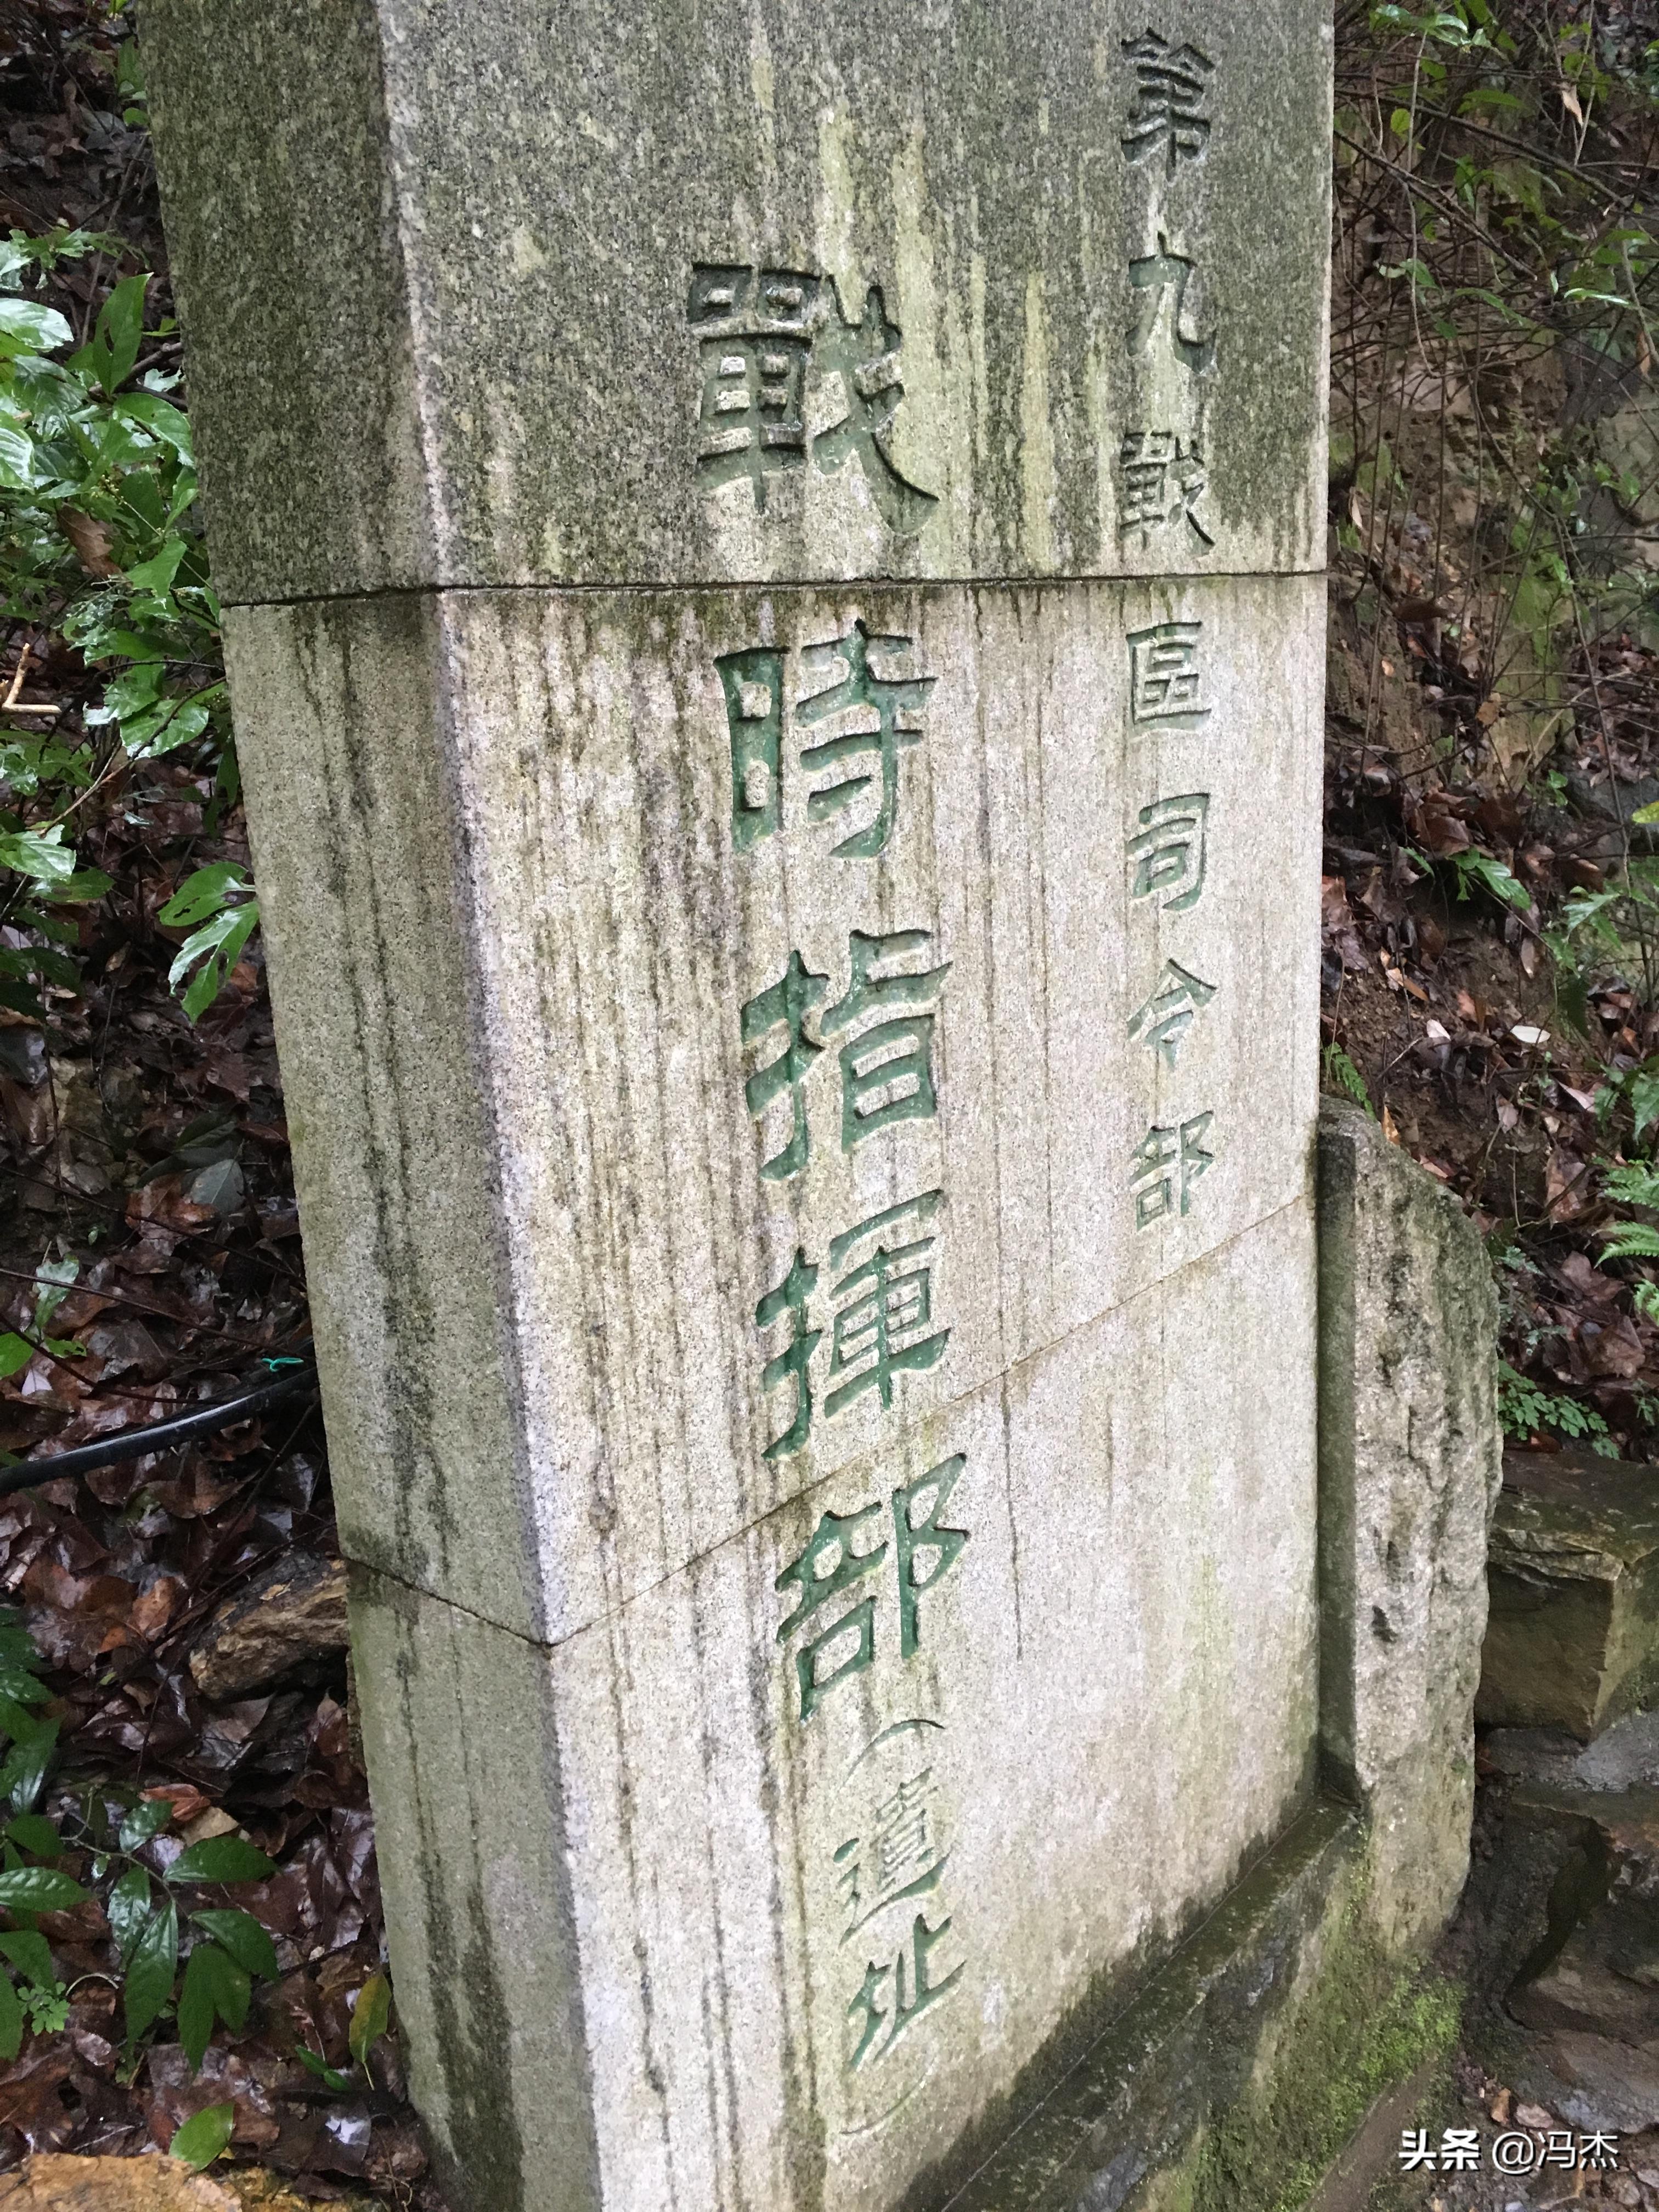 第九戰區司令部
戰時指揮部（遺址）
头条 @冯杰